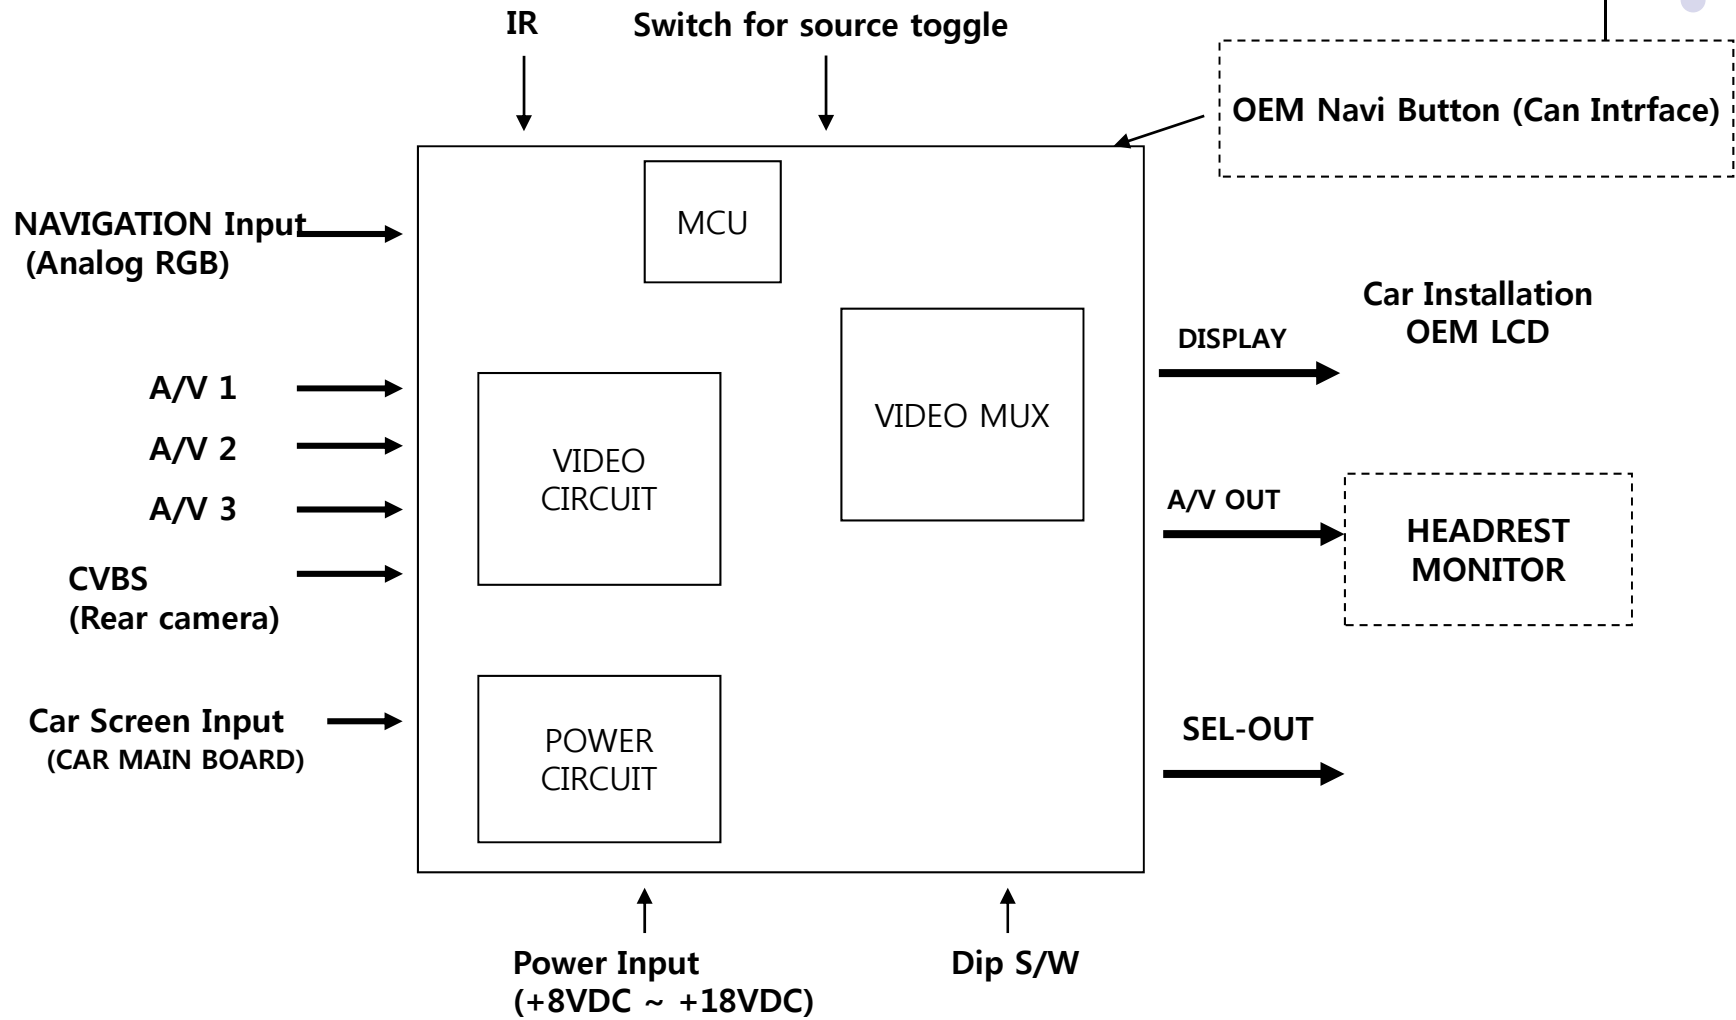 IR
Switch for source toggle
OEM Navi Button (Can Intrface)
NAVIGATION Input
(Analog RGB)
MCU
Car Installation
OEM LCD
DISPLAY
A/V 1
A/V 2
A/V 3
VIDEO MUX
VIDEO
CIRCUIT
A/V OUT
HEADREST
MONITOR
CVBS
(Rear camera)
Car Screen Input
(CAR MAIN BOARD)
POWER
CIRCUIT
SEL-OUT
Power Input
(+8VDC ~ +18VDC)
Dip S/W